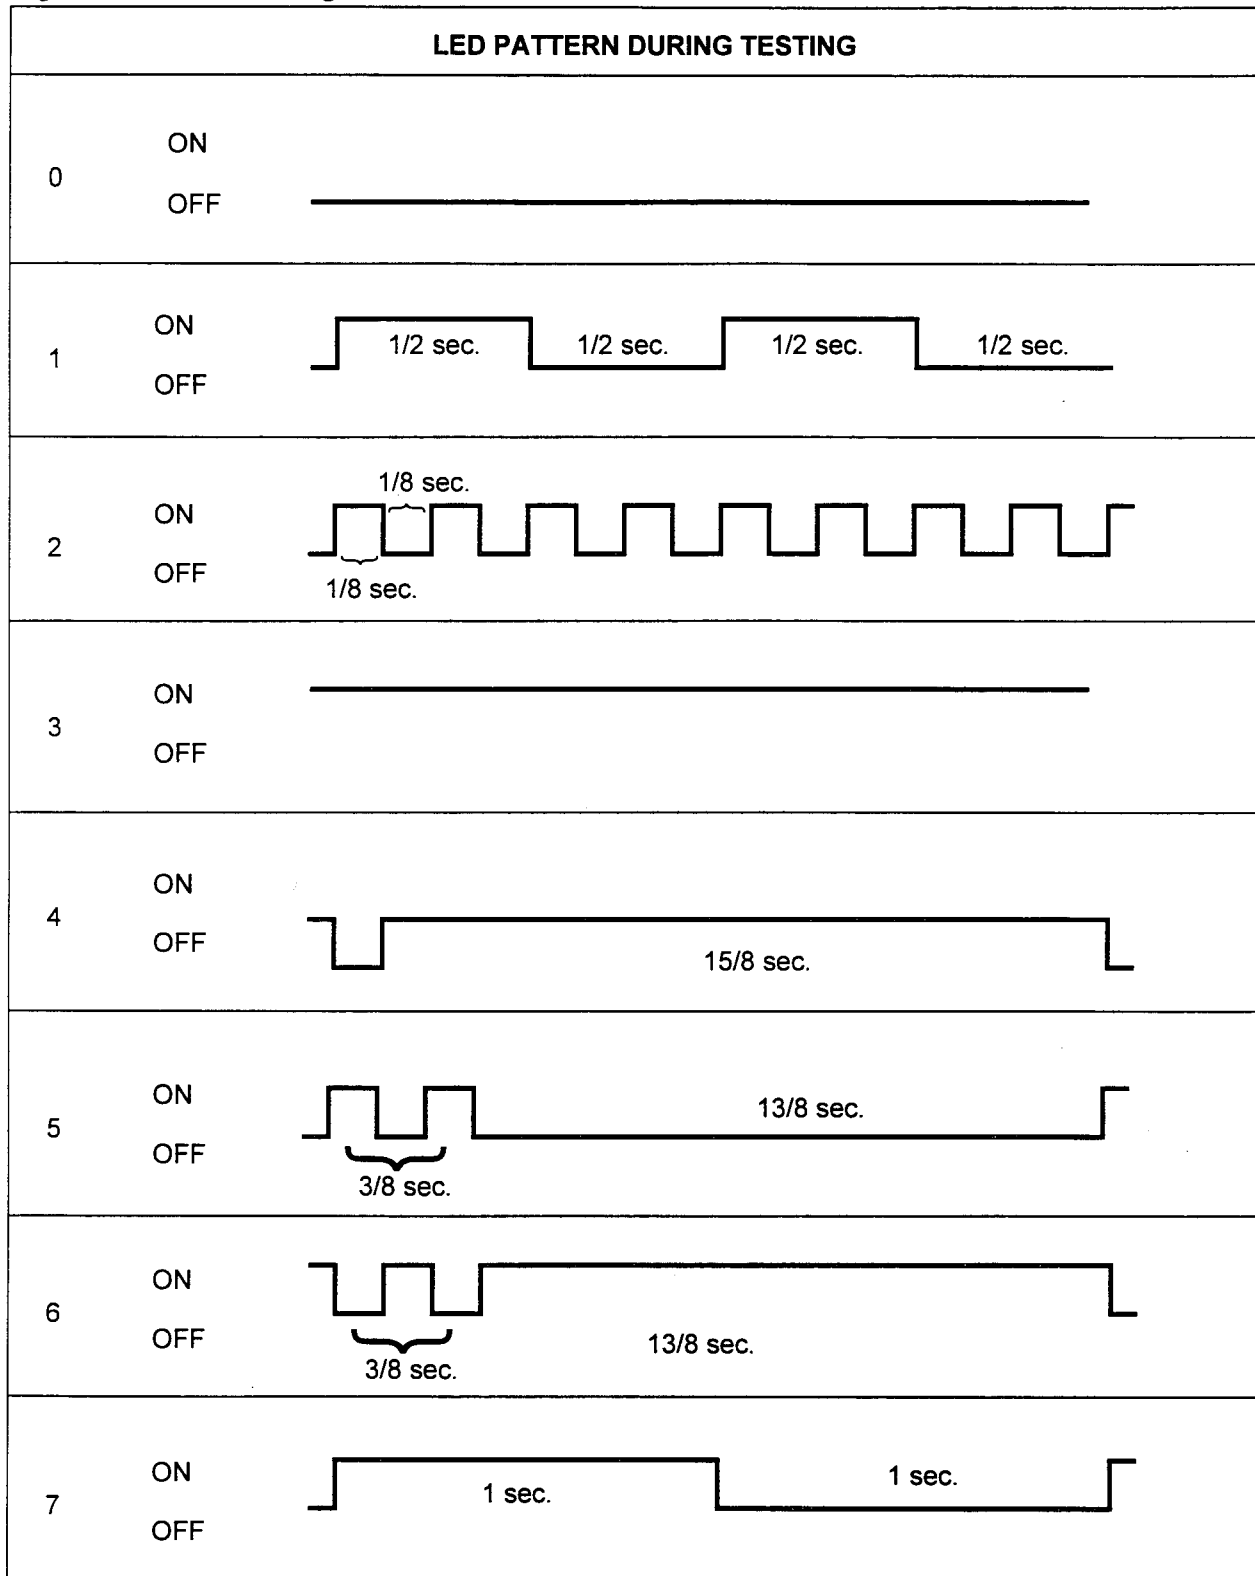 LED PATTERN DURING TESTING
ON
0
OFF
ON
1/2 sec. 1/2 sec. 1/2 sec. 1/2 sec.
1
OFF
1/8 sec.
ON
2
OFF
1/8 sec.
ON
3
OFF
ON
4
OFF
15/8 sec.
ON
13/8 sec.
5
OFF
3/8 sec.
ON
6
OFF
13/8 sec.
3/8 sec.
ON
1 sec.
1 sec.
7
OFF